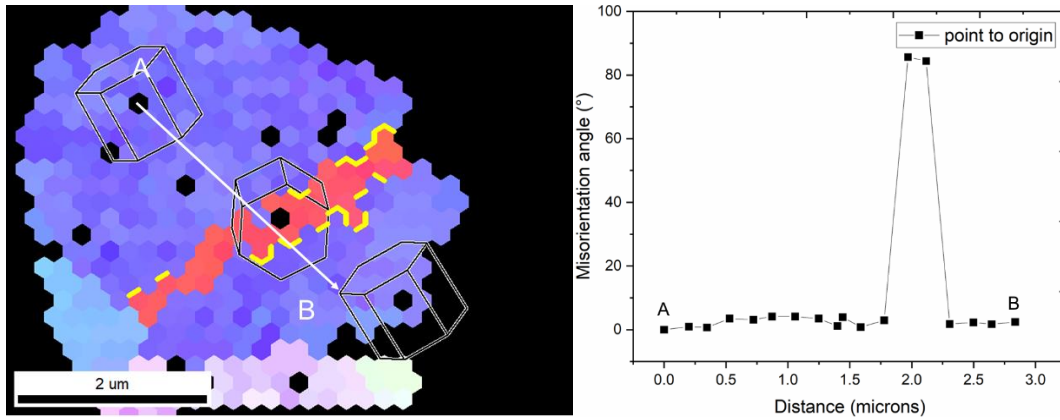 A
B
2 um
100
80
60
40
20
0
Misorientation angle (°)
point to origin
A
B
0.0 0.5 1.0 1.5 2.0 2.5 3.0
Distance (microns)